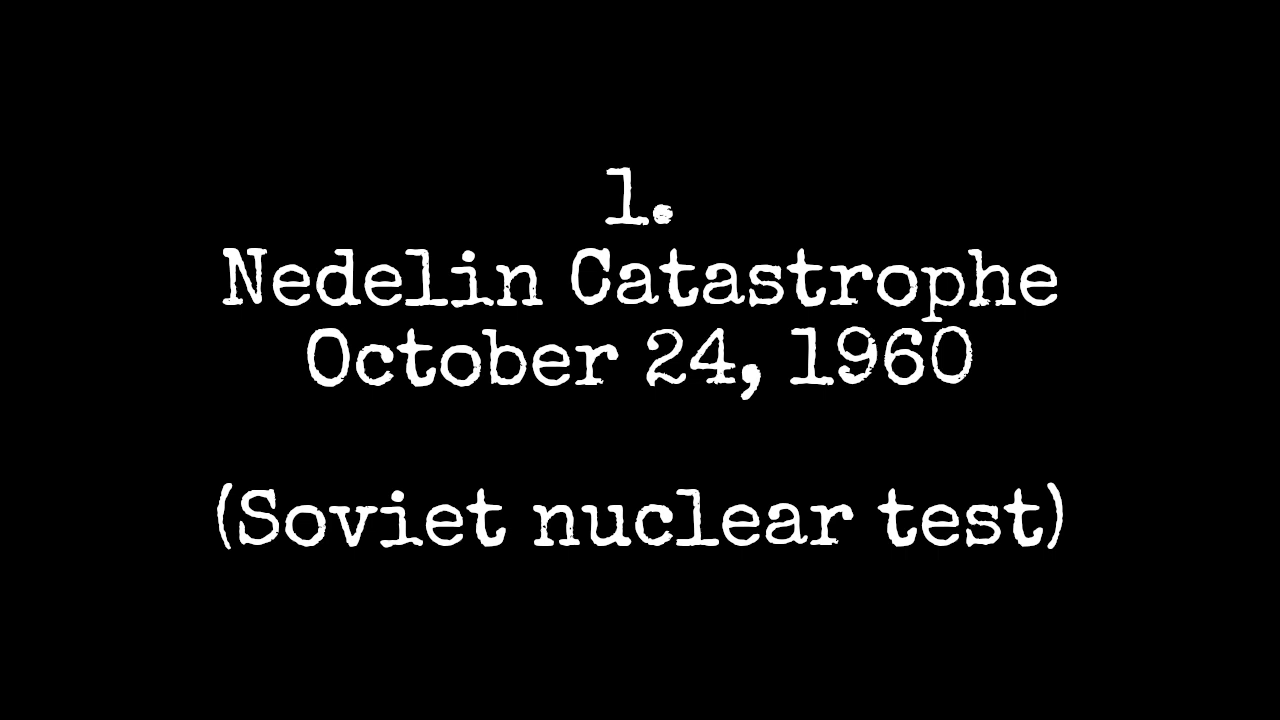 1.
Nedelin Catastrophe
October 24, 1960
(Soviet nuclear test)